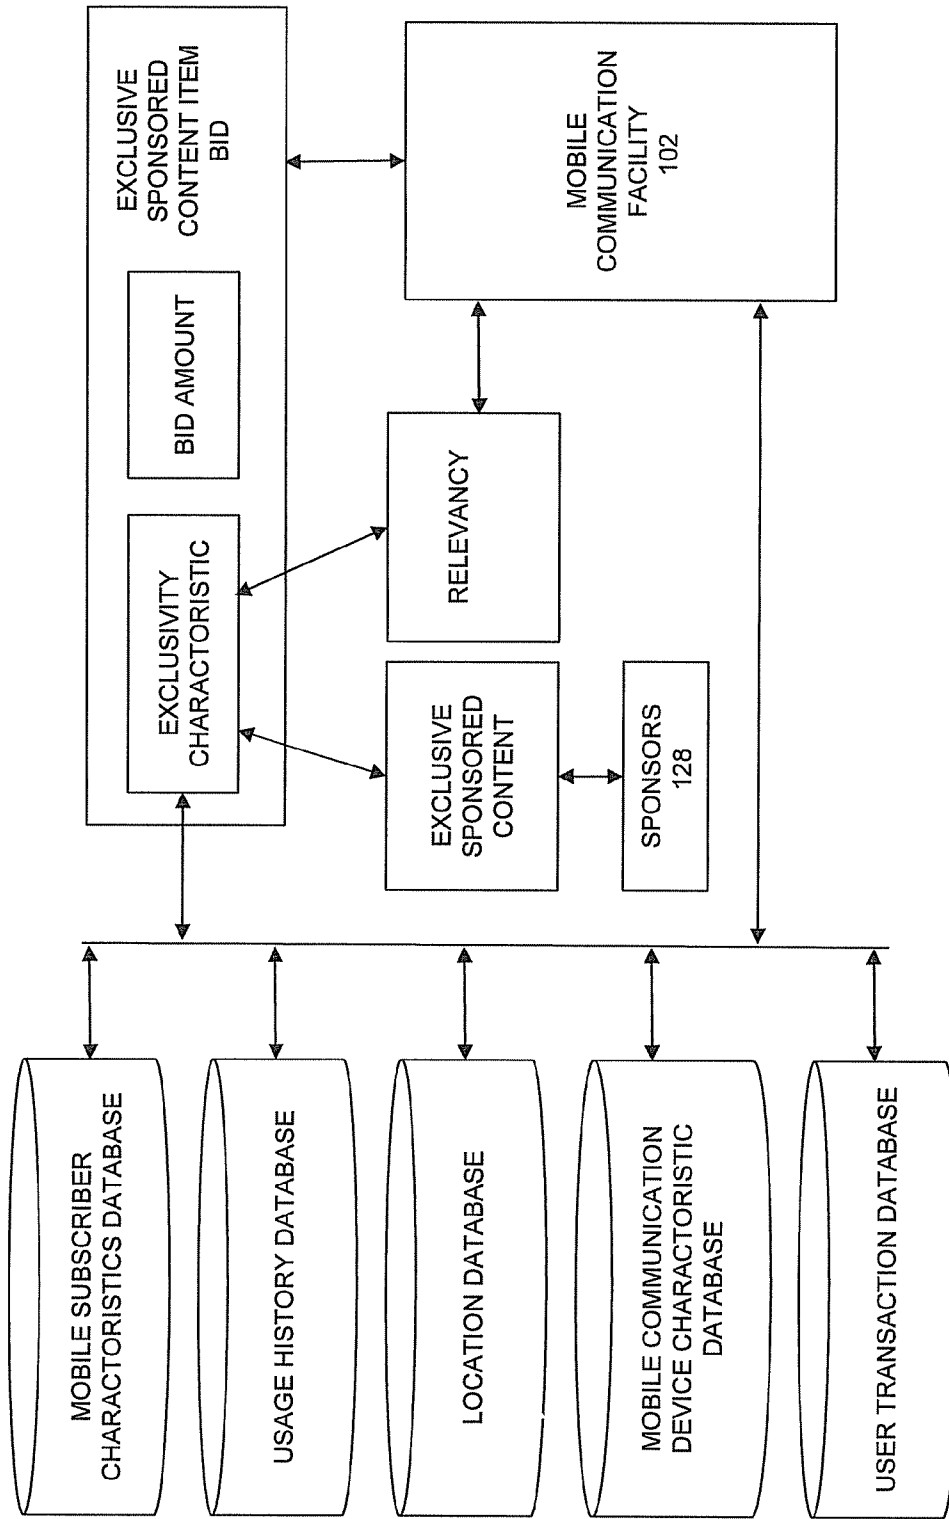 MOBILE SUBSCRIBER
CHARACTORISTICS DATABASE
USAGE HISTORY DATABASE
LOCATION DATABASE
MOBILE COMMUNICATION
DEVICE CHARACTORISTIC
DATABASE
USER TRANSACTION DATABASE
EXCLUSIVITY
CHARACTORISTIC
BID AMOUNT
EXCLUSIVE
SPONSORED
CONTENT ITEM
BID
EXCLUSIVE
SPONSORED
CONTENT
RELEVANCY
SPONSORS
128
MOBILE
COMMUNICATION
FACILITY
102